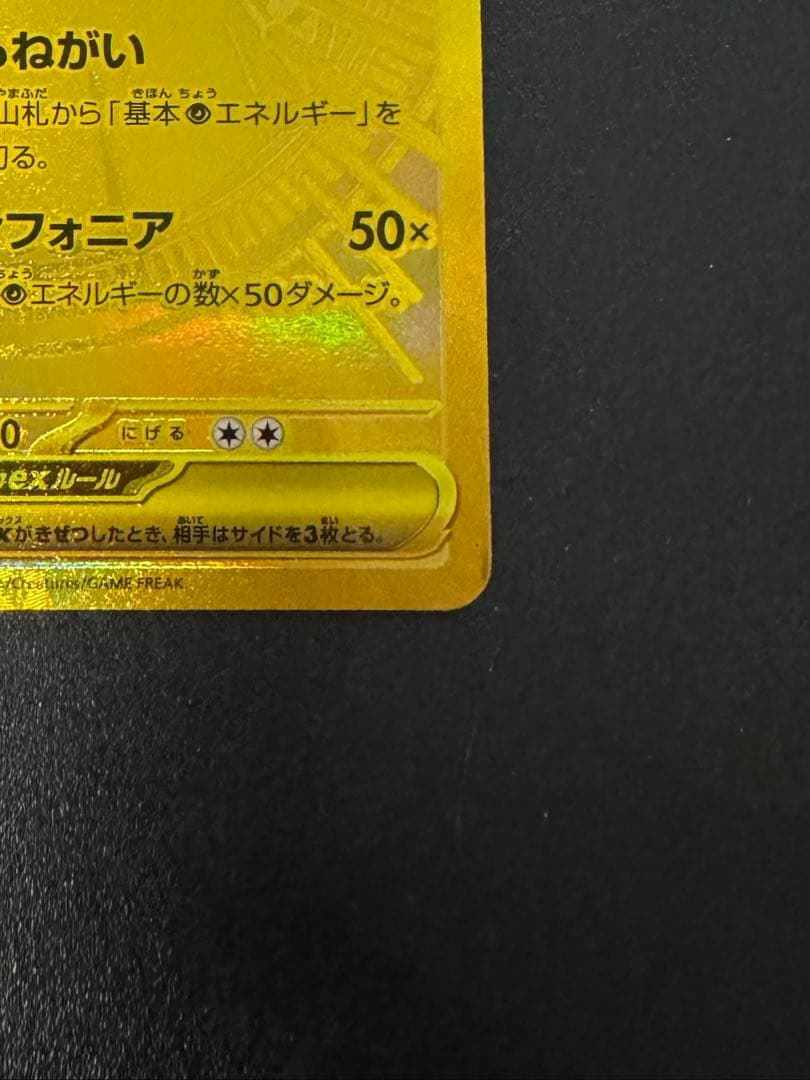 らねがい
山札から「基本エネルギー」を
切る。
フォニア 50×
エネルギーの数×50ダメージ。
0 にげる
exルール
がきぜつしたとき、相手はサイドを3枚とる。
/Creatures/GAME FREAK